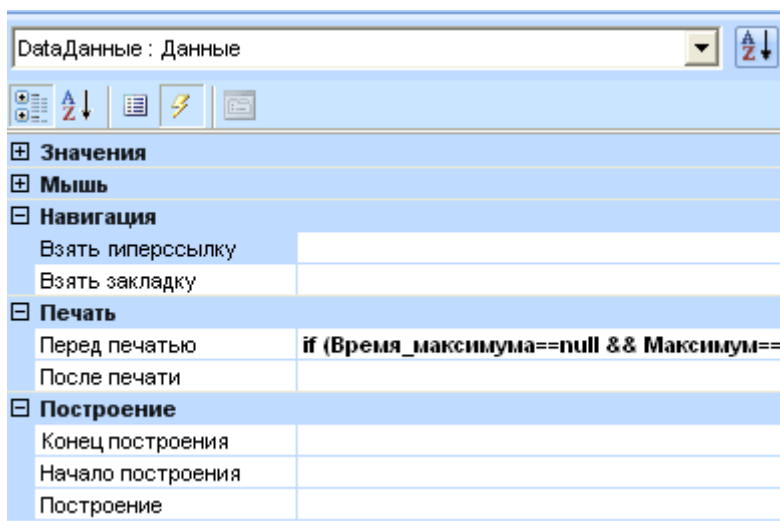 DataДанные : Данные
Значения
Мышь
Навигация
Взять гиперссылку
Взять закладку
Печать
Перед печатью if (Время_максимума==null && Максимум==
После печати
Построение
Конец построения
Начало построения
Построение